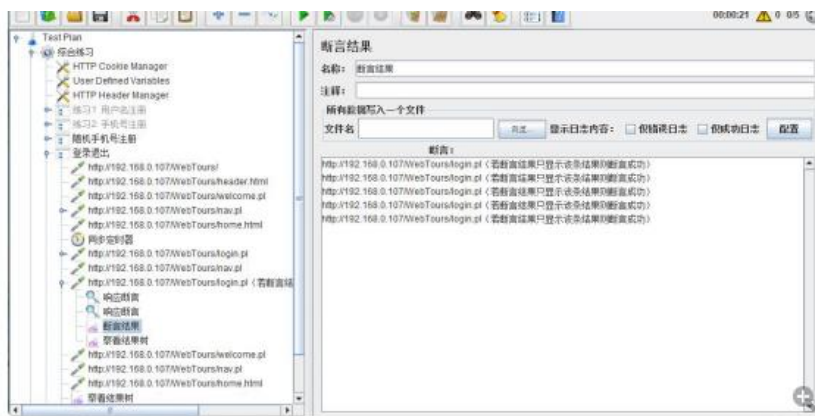 00:00:21 0 0/5
Test Plan
综合练习
HTTP Cookie Manager
User Defined Variables
HTTP Header Manager
练习1 用户名注册
练习2 手机号注册
随机手机号注册
登录退出
http://192.168.0.107/WebTours/
http://192.168.0.107/WebTours/header.html
http://192.168.0.107/WebTours/welcome.pl
http://192.168.0.107/WebTours/nav.pl
http://192.168.0.107/WebTours/home.html
同步定时器
http://192.168.0.107/WebTours/login.pl
http://192.168.0.107/WebTours/nav.pl
http://192.168.0.107/WebTours/login.pl（若断言结
响应断言
响应断言
断言结果
察看结果树
http://192.168.0.107/WebTours/welcome.pl
http://192.168.0.107/WebTours/nav.pl
http://192.168.0.107/WebTours/home.html
察看结果树
断言结果
名称： 断言结果
注释：
所有数据写入一个文件
文件名 浏览... 显示日志内容： 仅错误日志 仅成功日志 配置
断言：
http://192.168.0.107/WebTours/login.pl（若断言结果只显示该条结果则断言成功）
http://192.168.0.107/WebTours/login.pl（若断言结果只显示该条结果则断言成功）
http://192.168.0.107/WebTours/login.pl（若断言结果只显示该条结果则断言成功）
http://192.168.0.107/WebTours/login.pl（若断言结果只显示该条结果则断言成功）
http://192.168.0.107/WebTours/login.pl（若断言结果只显示该条结果则断言成功）